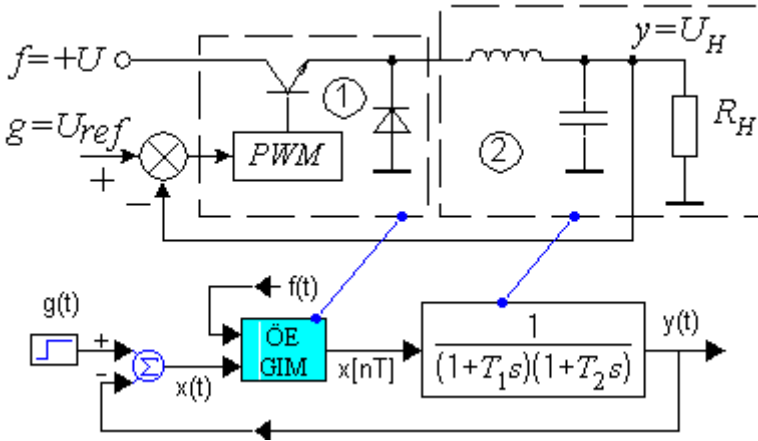 f=+U
y=U_H
1
g=U_ref
PWM
2
R_H
+
−
g(t)
f(t)
+
Σ
−
x(t)
ÖE
GIM
x[nT]
1
(1+T_1s)(1+T_2s)
y(t)